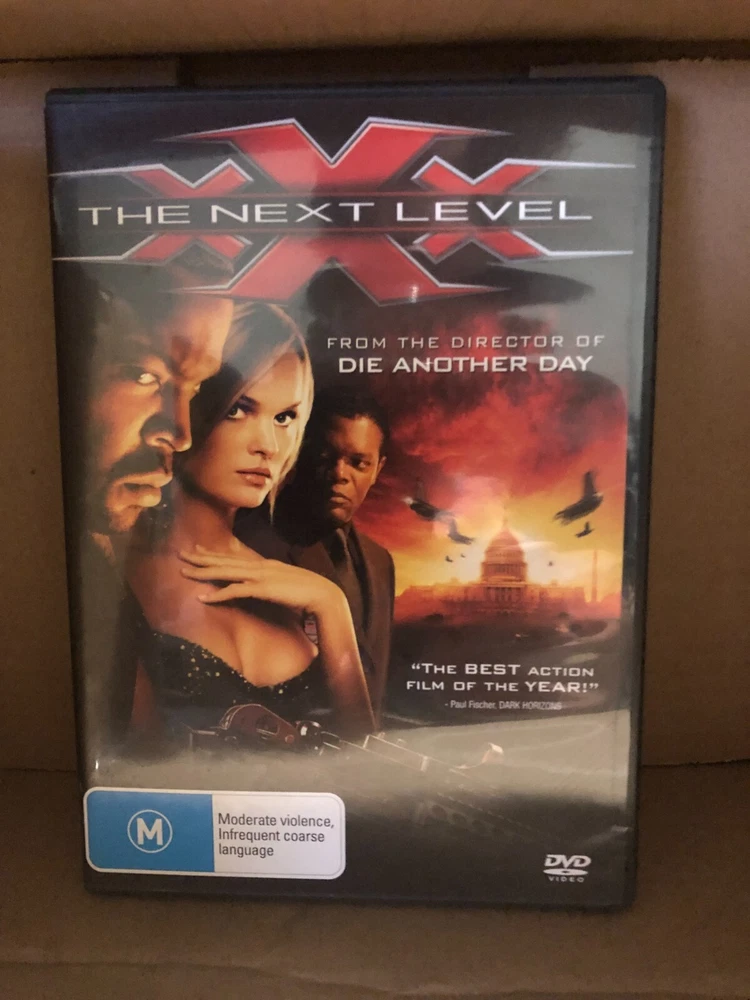 xXx
THE NEXT LEVEL
FROM THE DIRECTOR OF
DIE ANOTHER DAY
“THE BEST ACTION
FILM OF THE YEAR!”
- Paul Fischer, DARK HORIZONS
M
Moderate violence,
Infrequent coarse
language
DVD
VIDEO